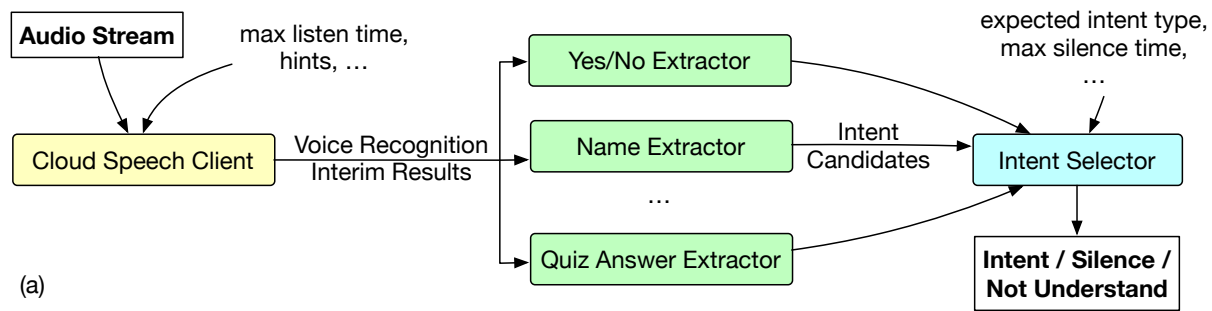 Audio Stream
max listen time,
hints, …
Cloud Speech Client
Voice Recognition
Interim Results
Yes/No Extractor
Name Extractor
…
Quiz Answer Extractor
Intent
Candidates
expected intent type,
max silence time,
…
Intent Selector
Intent / Silence /
Not Understand
(a)